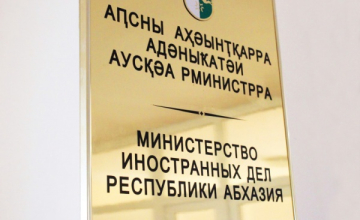 АԤСНЫ АҲӘЫНҬҚАРРА
АДӘНЫҞАТӘИ
АУСҚӘА РМИНИСТРРА
МИНИСТЕРСТВО
ИНОСТРАННЫХ ДЕЛ
РЕСПУБЛИКИ АБХАЗИЯ